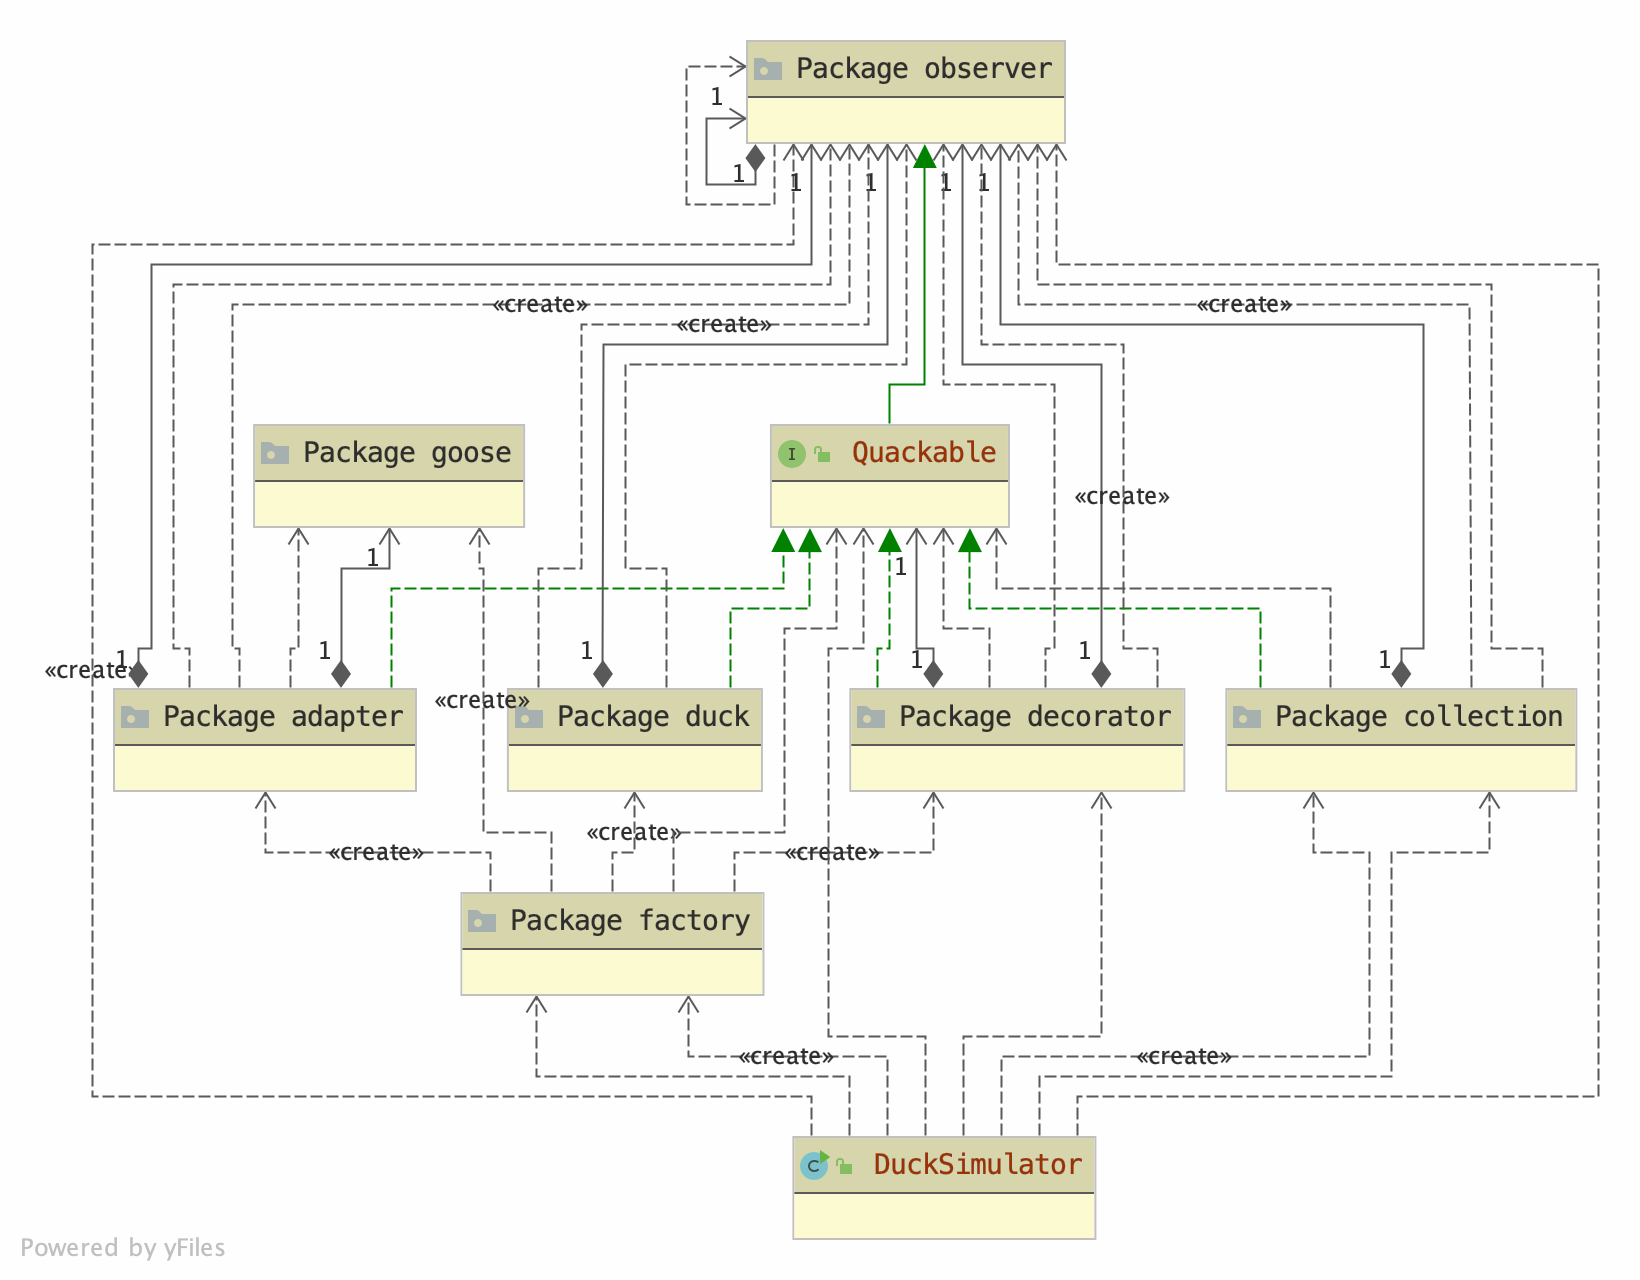 Package observer
1
1
1
1
1
1
«create»
«create»
«create»
Package goose
I
Quackable
«create»
1
1
1
1
1
1
1
1
«create»
«create»
Package adapter
Package duck
Package decorator
Package collection
«create»
«create»
«create»
Package factory
«create»
«create»
C
DuckSimulator
Powered by yFiles